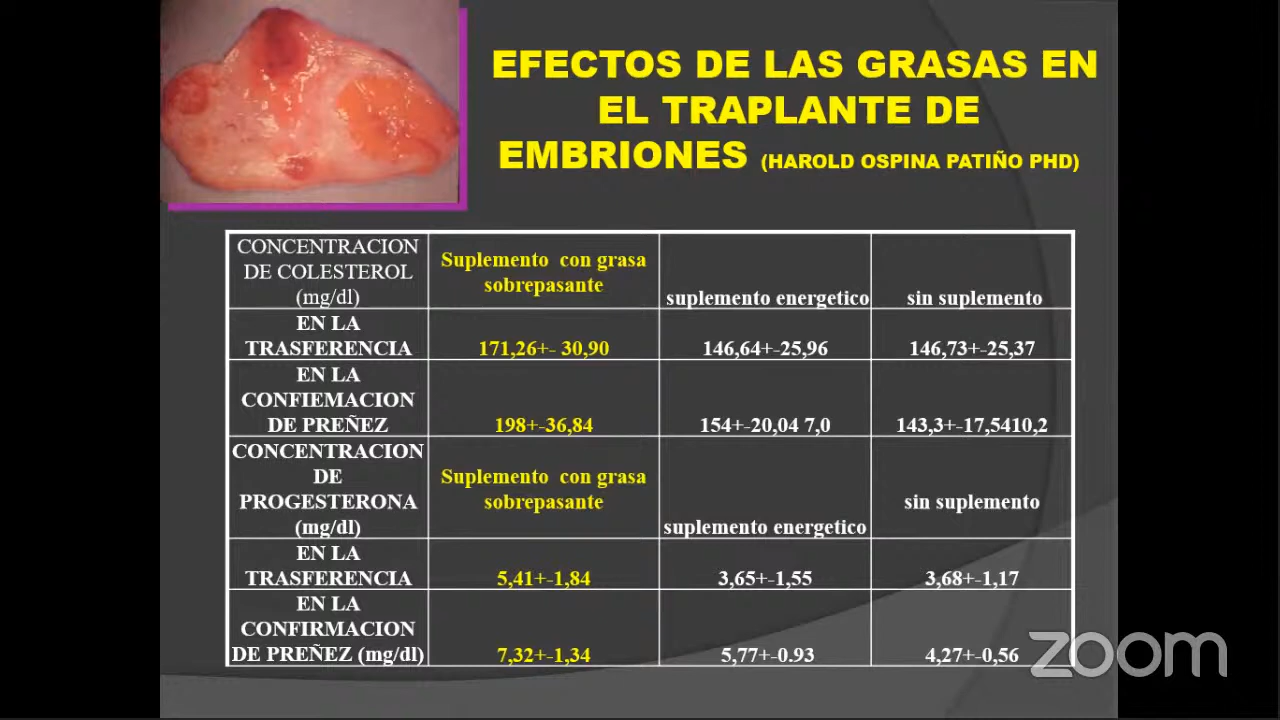 EFECTOS DE LAS GRASAS EN
EL TRAPLANTE DE
EMBRIONES (HAROLD OSPINA PATIÑO PHD)
CONCENTRACION
DE COLESTEROL
(mg/dl)
Suplemento con grasa
sobrepasante
suplemento energetico
sin suplemento
EN LA
TRASFERENCIA
171,26+- 30,90
146,64+-25,96
146,73+-25,37
EN LA
CONFIEMACION
DE PREÑEZ
198+-36,84
154+-20,04 7,0
143,3+-17,5410,2
CONCENTRACION
DE
PROGESTERONA
(mg/dl)
Suplemento con grasa
sobrepasante
suplemento energetico
sin suplemento
EN LA
TRASFERENCIA
5,41+-1,84
3,65+-1,55
3,68+-1,17
EN LA
CONFIRMACION
DE PREÑEZ (mg/dl)
7,32+-1,34
5,77+-0.93
4,27+-0,56
zoom